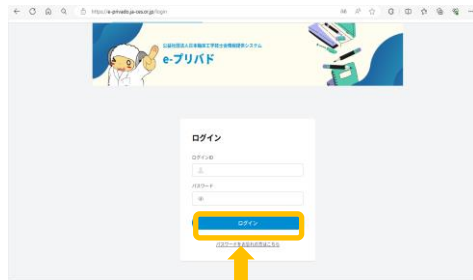 https://e-privado.ja-ces.or.jp/login
公益社団法人日本臨床工学技士会情報提供システム
e-プリバド
ログイン
ログインID
パスワード
ログイン
パスワードをお忘れの方はこちら